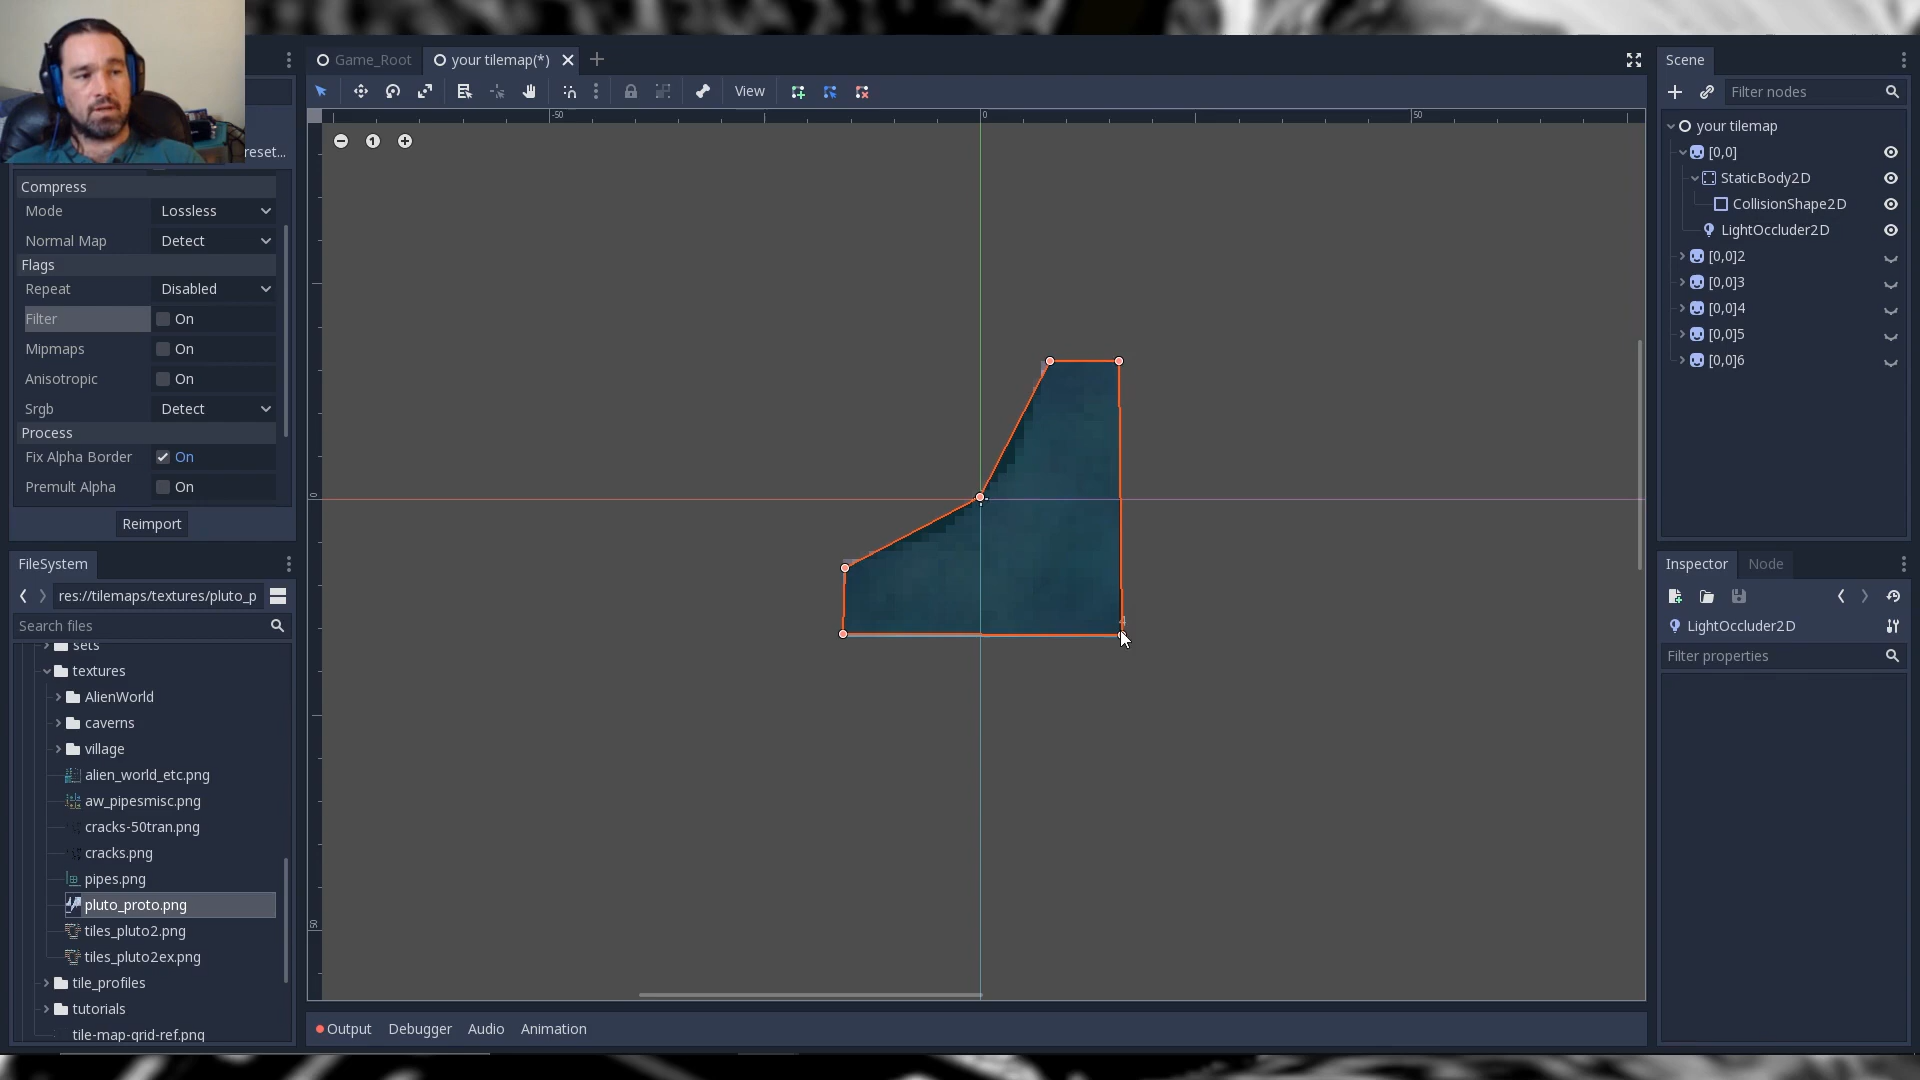 Game_Root
your tilemap(*)
View
-50
0
50
0
50
4
reset...
Compress
Mode
Lossless
Normal Map
Detect
Flags
Repeat
Disabled
Filter
On
Mipmaps
On
Anisotropic
On
Srgb
Detect
Process
Fix Alpha Border
On
Premult Alpha
On
Reimport
FileSystem
res://tilemaps/textures/pluto_p
Search files
sets
textures
AlienWorld
caverns
village
alien_world_etc.png
aw_pipesmisc.png
cracks-50tran.png
cracks.png
pipes.png
pluto_proto.png
tiles_pluto2.png
tiles_pluto2ex.png
tile_profiles
tutorials
tile-map-grid-ref.png
Output
Debugger
Audio
Animation
Scene
Filter nodes
your tilemap
[0,0]
StaticBody2D
CollisionShape2D
LightOccluder2D
[0,0]2
[0,0]3
[0,0]4
[0,0]5
[0,0]6
Inspector
Node
LightOccluder2D
Filter properties